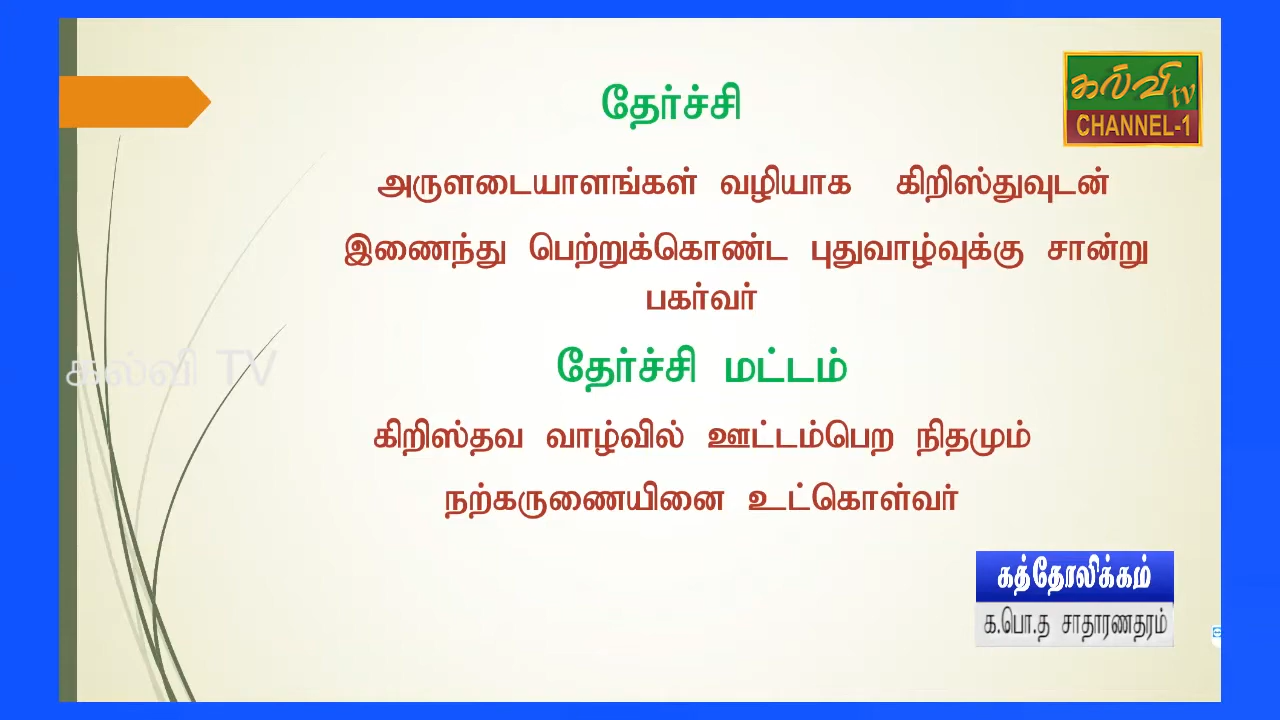 கல்வி tv
CHANNEL-1
தேர்ச்சி
அருளடையாளங்கள் வழியாக கிறிஸ்துவுடன்
இணைந்து பெற்றுக்கொண்ட புதுவாழ்வுக்கு சான்று
பகர்வர்
தேர்ச்சி மட்டம்
கல்வி TV
கிறிஸ்தவ வாழ்வில் ஊட்டம்பெற நிதமும்
நற்கருணையினை உட்கொள்வர்
கத்தோலிக்கம்
க.பொ.த சாதாரணதரம்